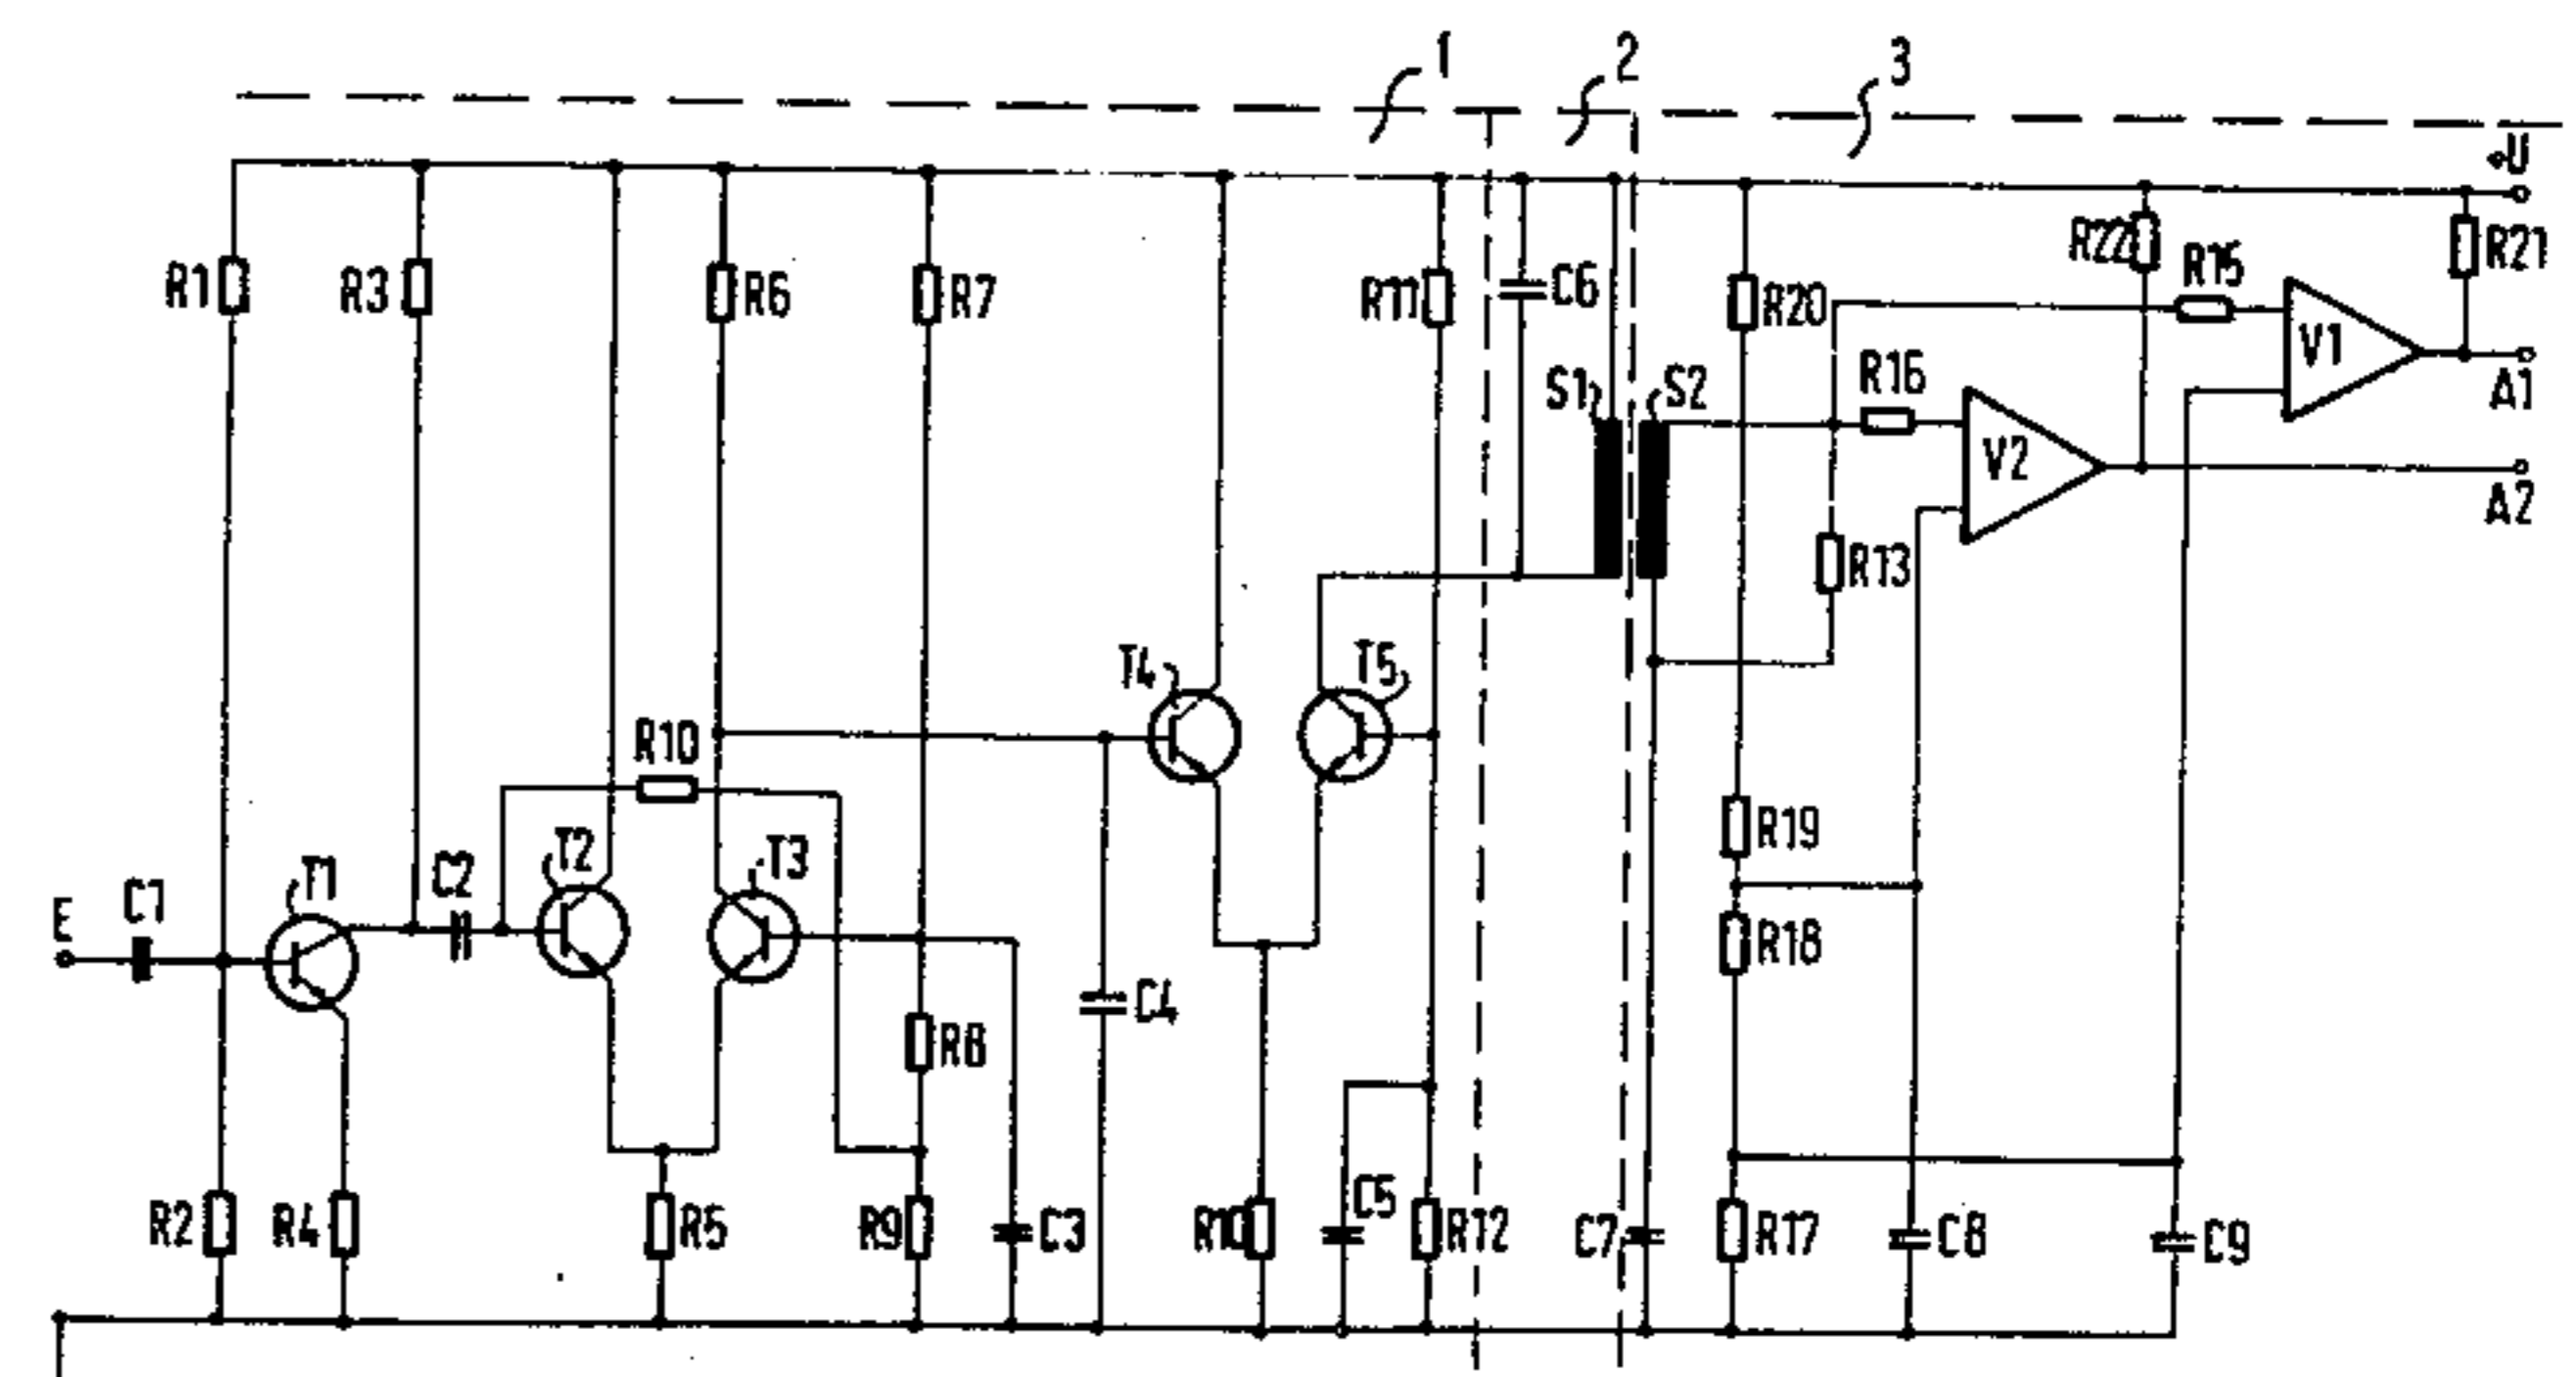 1 2 3
+U
R1 R3 R6 R7 R11 C6 R20 R22 R15 R21
V1
A1
S1 S2 R16
V2
A2
R13
T4 T5
R10
R19
C1 T1 C2 T2 T3
E
R18
C4
R8
R2 R4 R5 R9 C3 R10 C5 R12 C7 R17 C8 C9